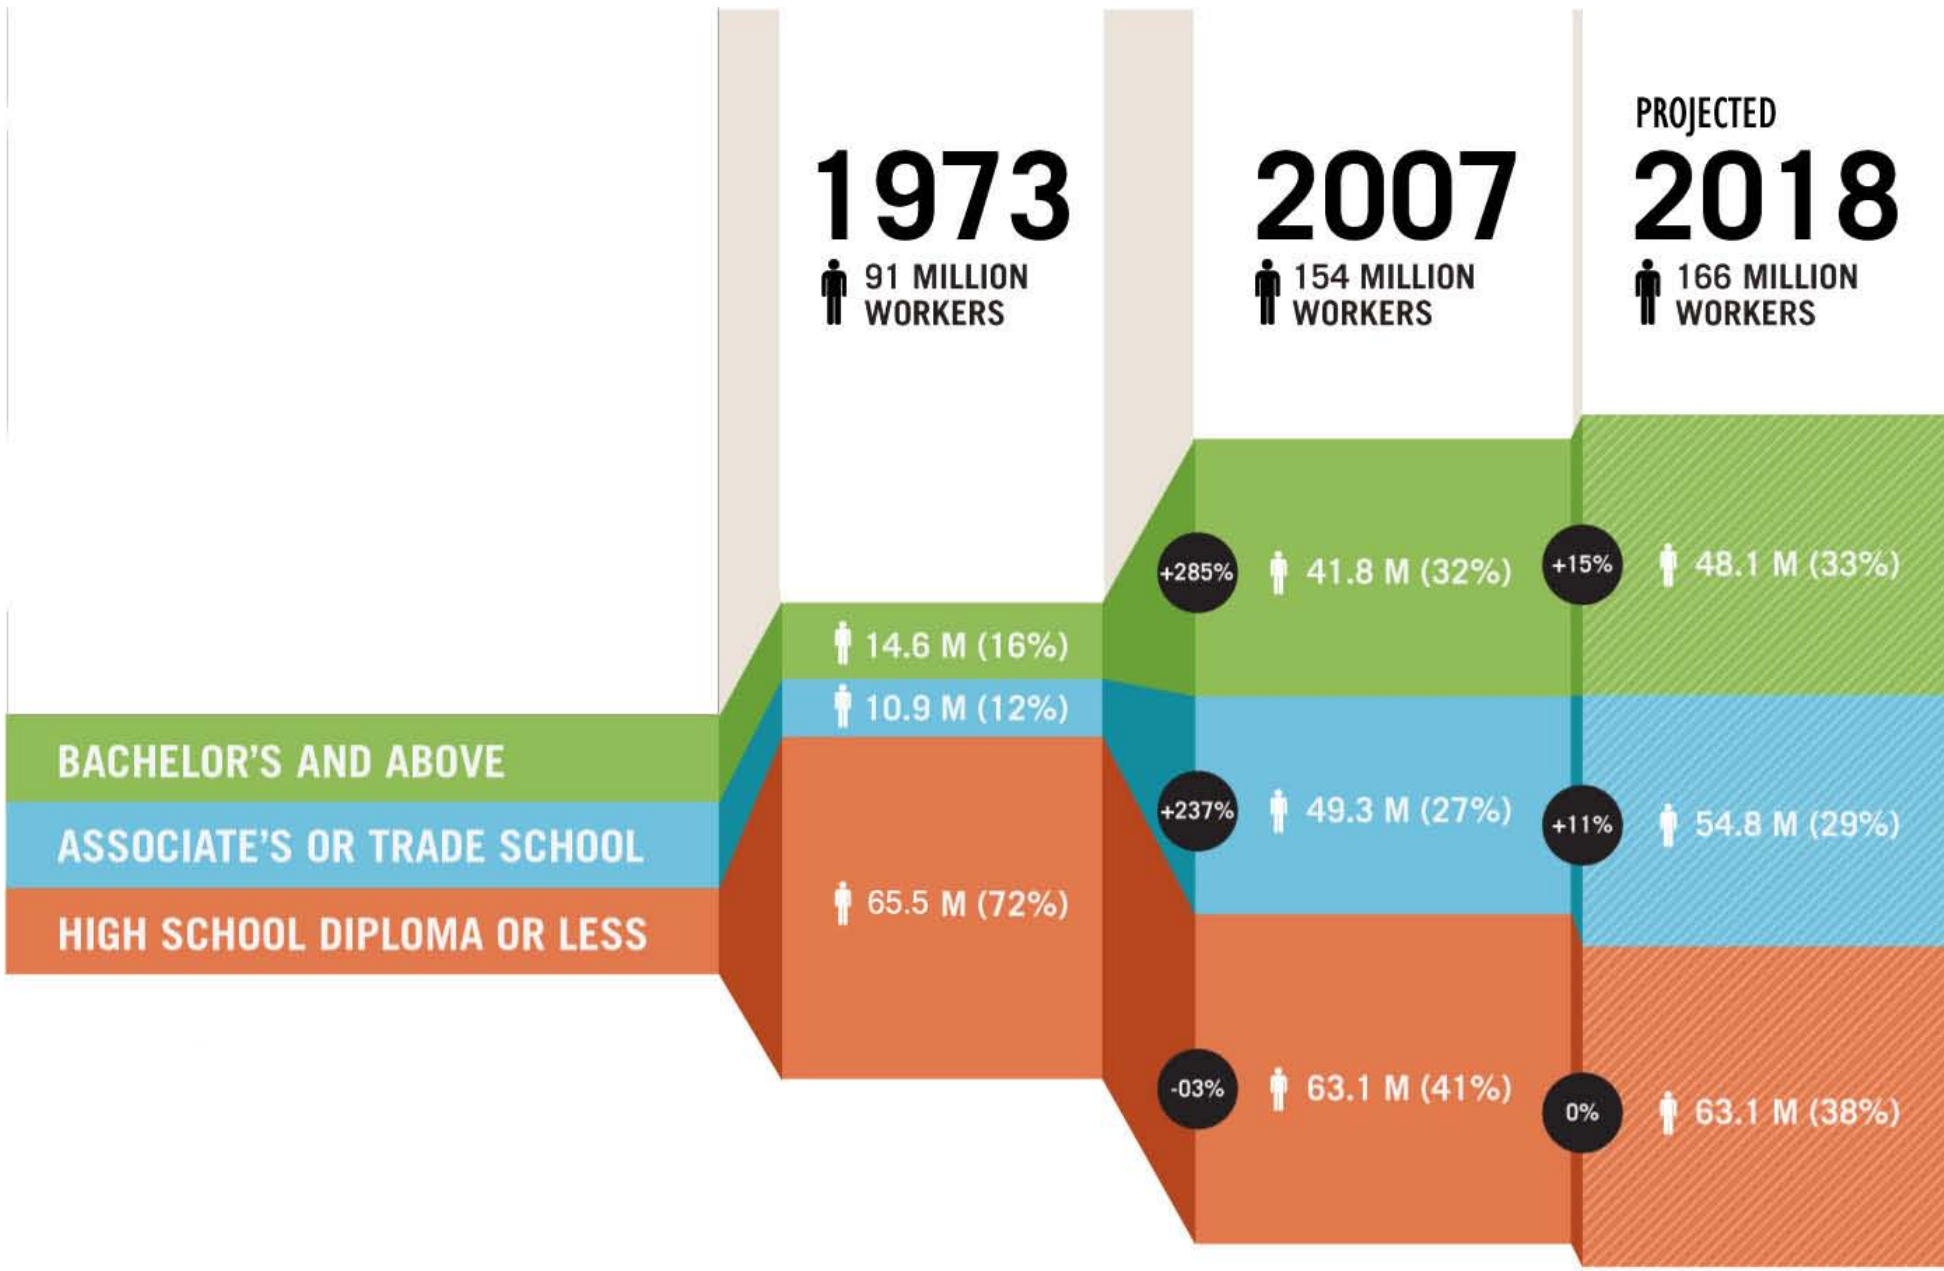 PROJECTED
1973
2007
2018
91 MILLION
WORKERS
154 MILLION
WORKERS
166 MILLION
WORKERS
BACHELOR'S AND ABOVE
ASSOCIATE'S OR TRADE SCHOOL
HIGH SCHOOL DIPLOMA OR LESS
14.6 M (16%)
10.9 M (12%)
65.5 M (72%)
+285%
41.8 M (32%)
+237%
49.3 M (27%)
-03%
63.1 M (41%)
+15%
48.1 M (33%)
+11%
54.8 M (29%)
0%
63.1 M (38%)